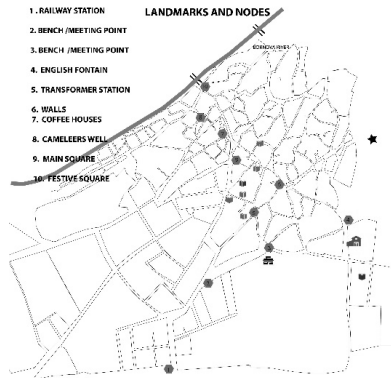 LANDMARKS AND NODES
1 . RAILWAY STATION
2. BENCH /MEETING POINT
3. BENCH /MEETING POINT
4. ENGLISH FONTAIN
5. TRANSFORMER STATION
6. WALLS
7. COFFEE HOUSES
8. CAMELEERS WELL
9. MAIN SQUARE
10. FESTIVE SQUARE